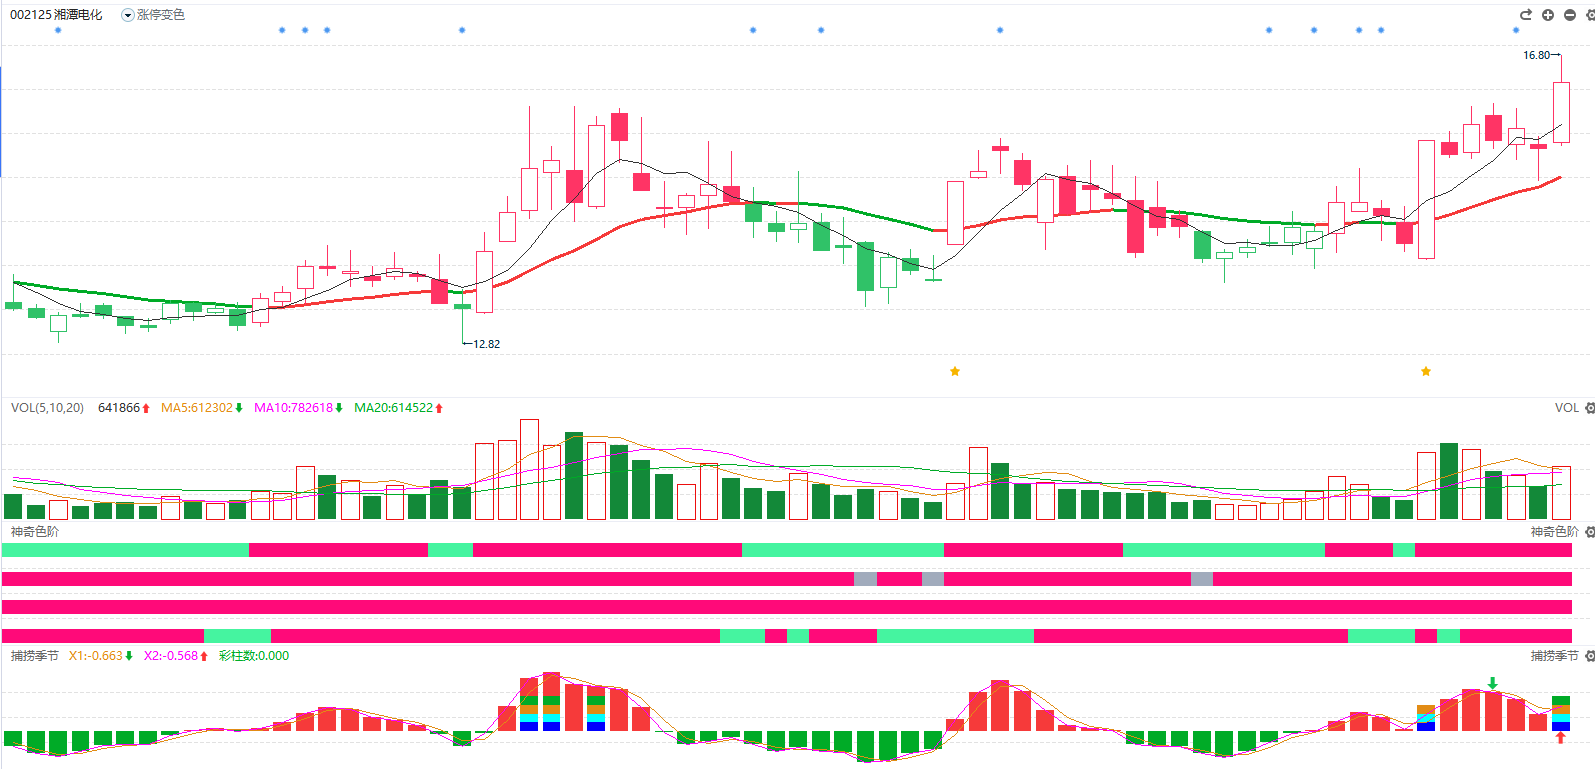 002125 湘潭电化 涨停变色
16.80
12.82
VOL(5,10,20) 641866 MA5:612302 MA10:782618 MA20:614522 VOL
神奇色阶 神奇色阶
捕捞季节 X1:-0.663 X2:-0.568 彩柱数:0.000 捕捞季节